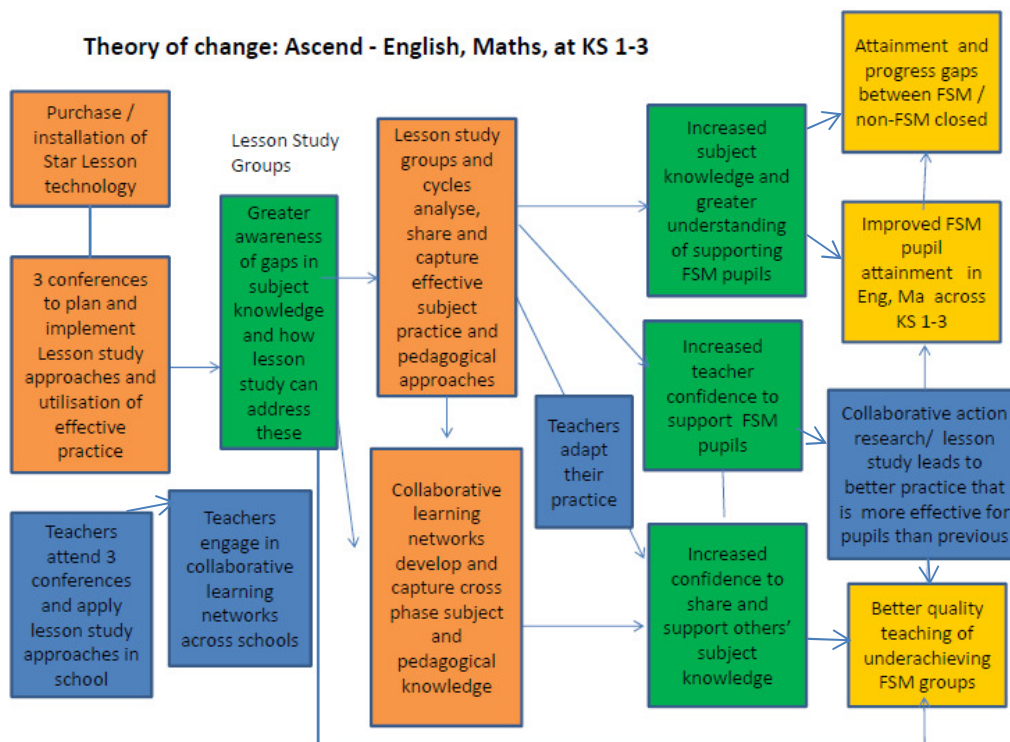 Theory of change: Ascend - English, Maths, at KS 1-3
Purchase /
installation of
Star Lesson
technology
3 conferences
to plan and
implement
Lesson study
approaches and
utilisation of
effective
practice
Teachers
attend 3
conferences
and apply
lesson study
approaches in
school
Teachers
engage in
collaborative
learning
networks
across schools
Lesson Study
Groups
Greater
awareness
of gaps in
subject
knowledge
and how
lesson
study can
address
these
Lesson study
groups and
cycles
analyse,
share and
capture
effective
subject
practice and
pedagogical
approaches
Collaborative
learning
networks
develop and
capture cross
phase subject
and
pedagogical
knowledge
Teachers
adapt
their
practice
Increased
subject
knowledge and
greater
understanding
of supporting
FSM pupils
Increased
teacher
confidence to
support FSM
pupils
Increased
confidence to
share and
support others’
subject
knowledge
Attainment and
progress gaps
between FSM /
non-FSM closed
Improved FSM
pupil
attainment in
Eng, Ma across
KS 1-3
Collaborative action
research/ lesson
study leads to
better practice that
is more effective for
pupils than previous
Better quality
teaching of
underachieving
FSM groups